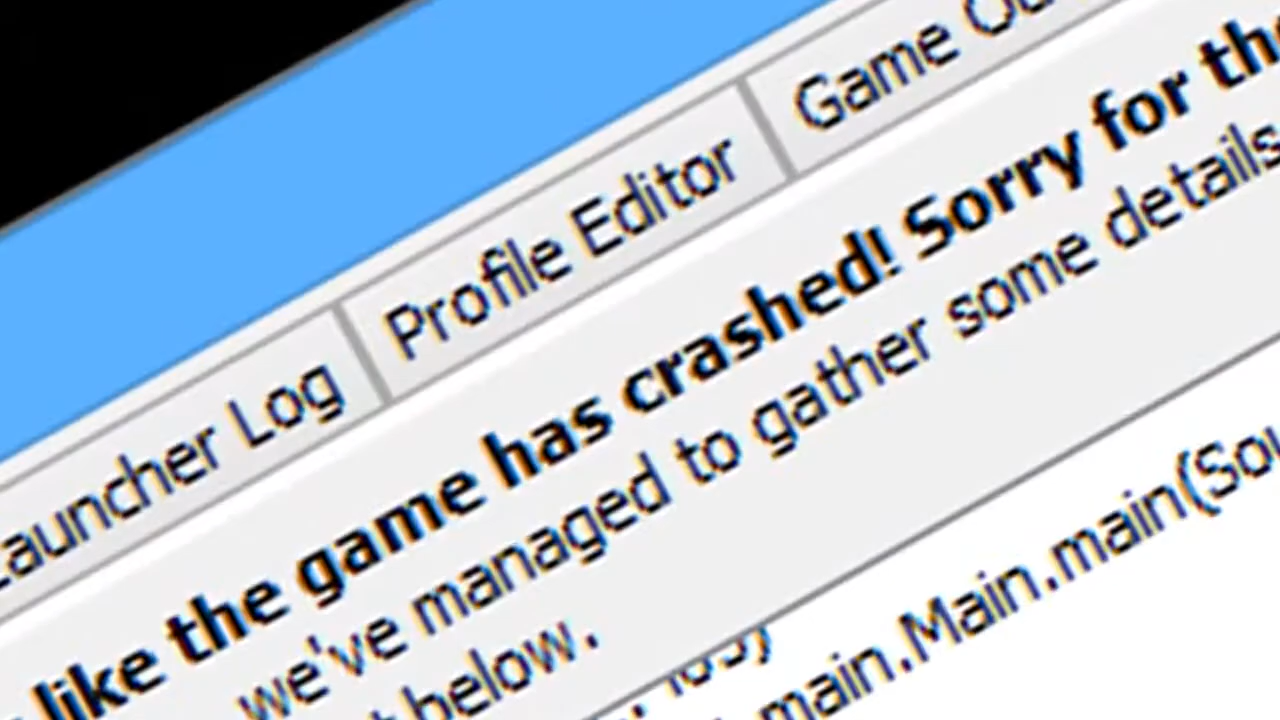 Launcher Log Profile Editor Game
like the game has crashed! Sorry for the
we've managed to gather some details
below.
main.Main.main(Sou